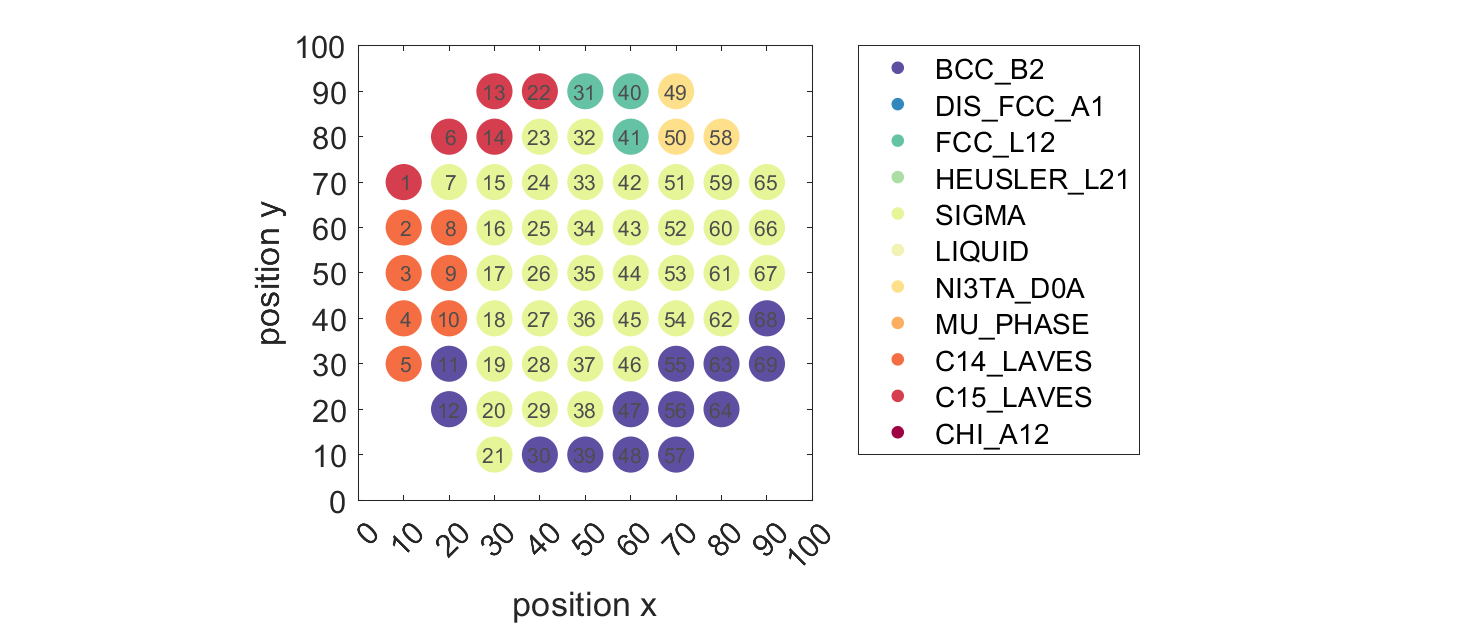 100
90 13 22 31 40 49
80 6 14 23 32 41 50 58
70 1 7 15 24 33 42 51 59 65
60 2 8 16 25 34 43 52 60 66
50 3 9 17 26 35 44 53 61 67
40 4 10 18 27 36 45 54 62 68
30 5 11 19 28 37 46 55 63 69
20 12 20 29 38 47 56 64
10 21 30 39 48 57
0
0 10 20 30 40 50 60 70 80 90 100
position x
position y
BCC_B2
DIS_FCC_A1
FCC_L12
HEUSLER_L21
SIGMA
LIQUID
NI3TA_D0A
MU_PHASE
C14_LAVES
C15_LAVES
CHI_A12